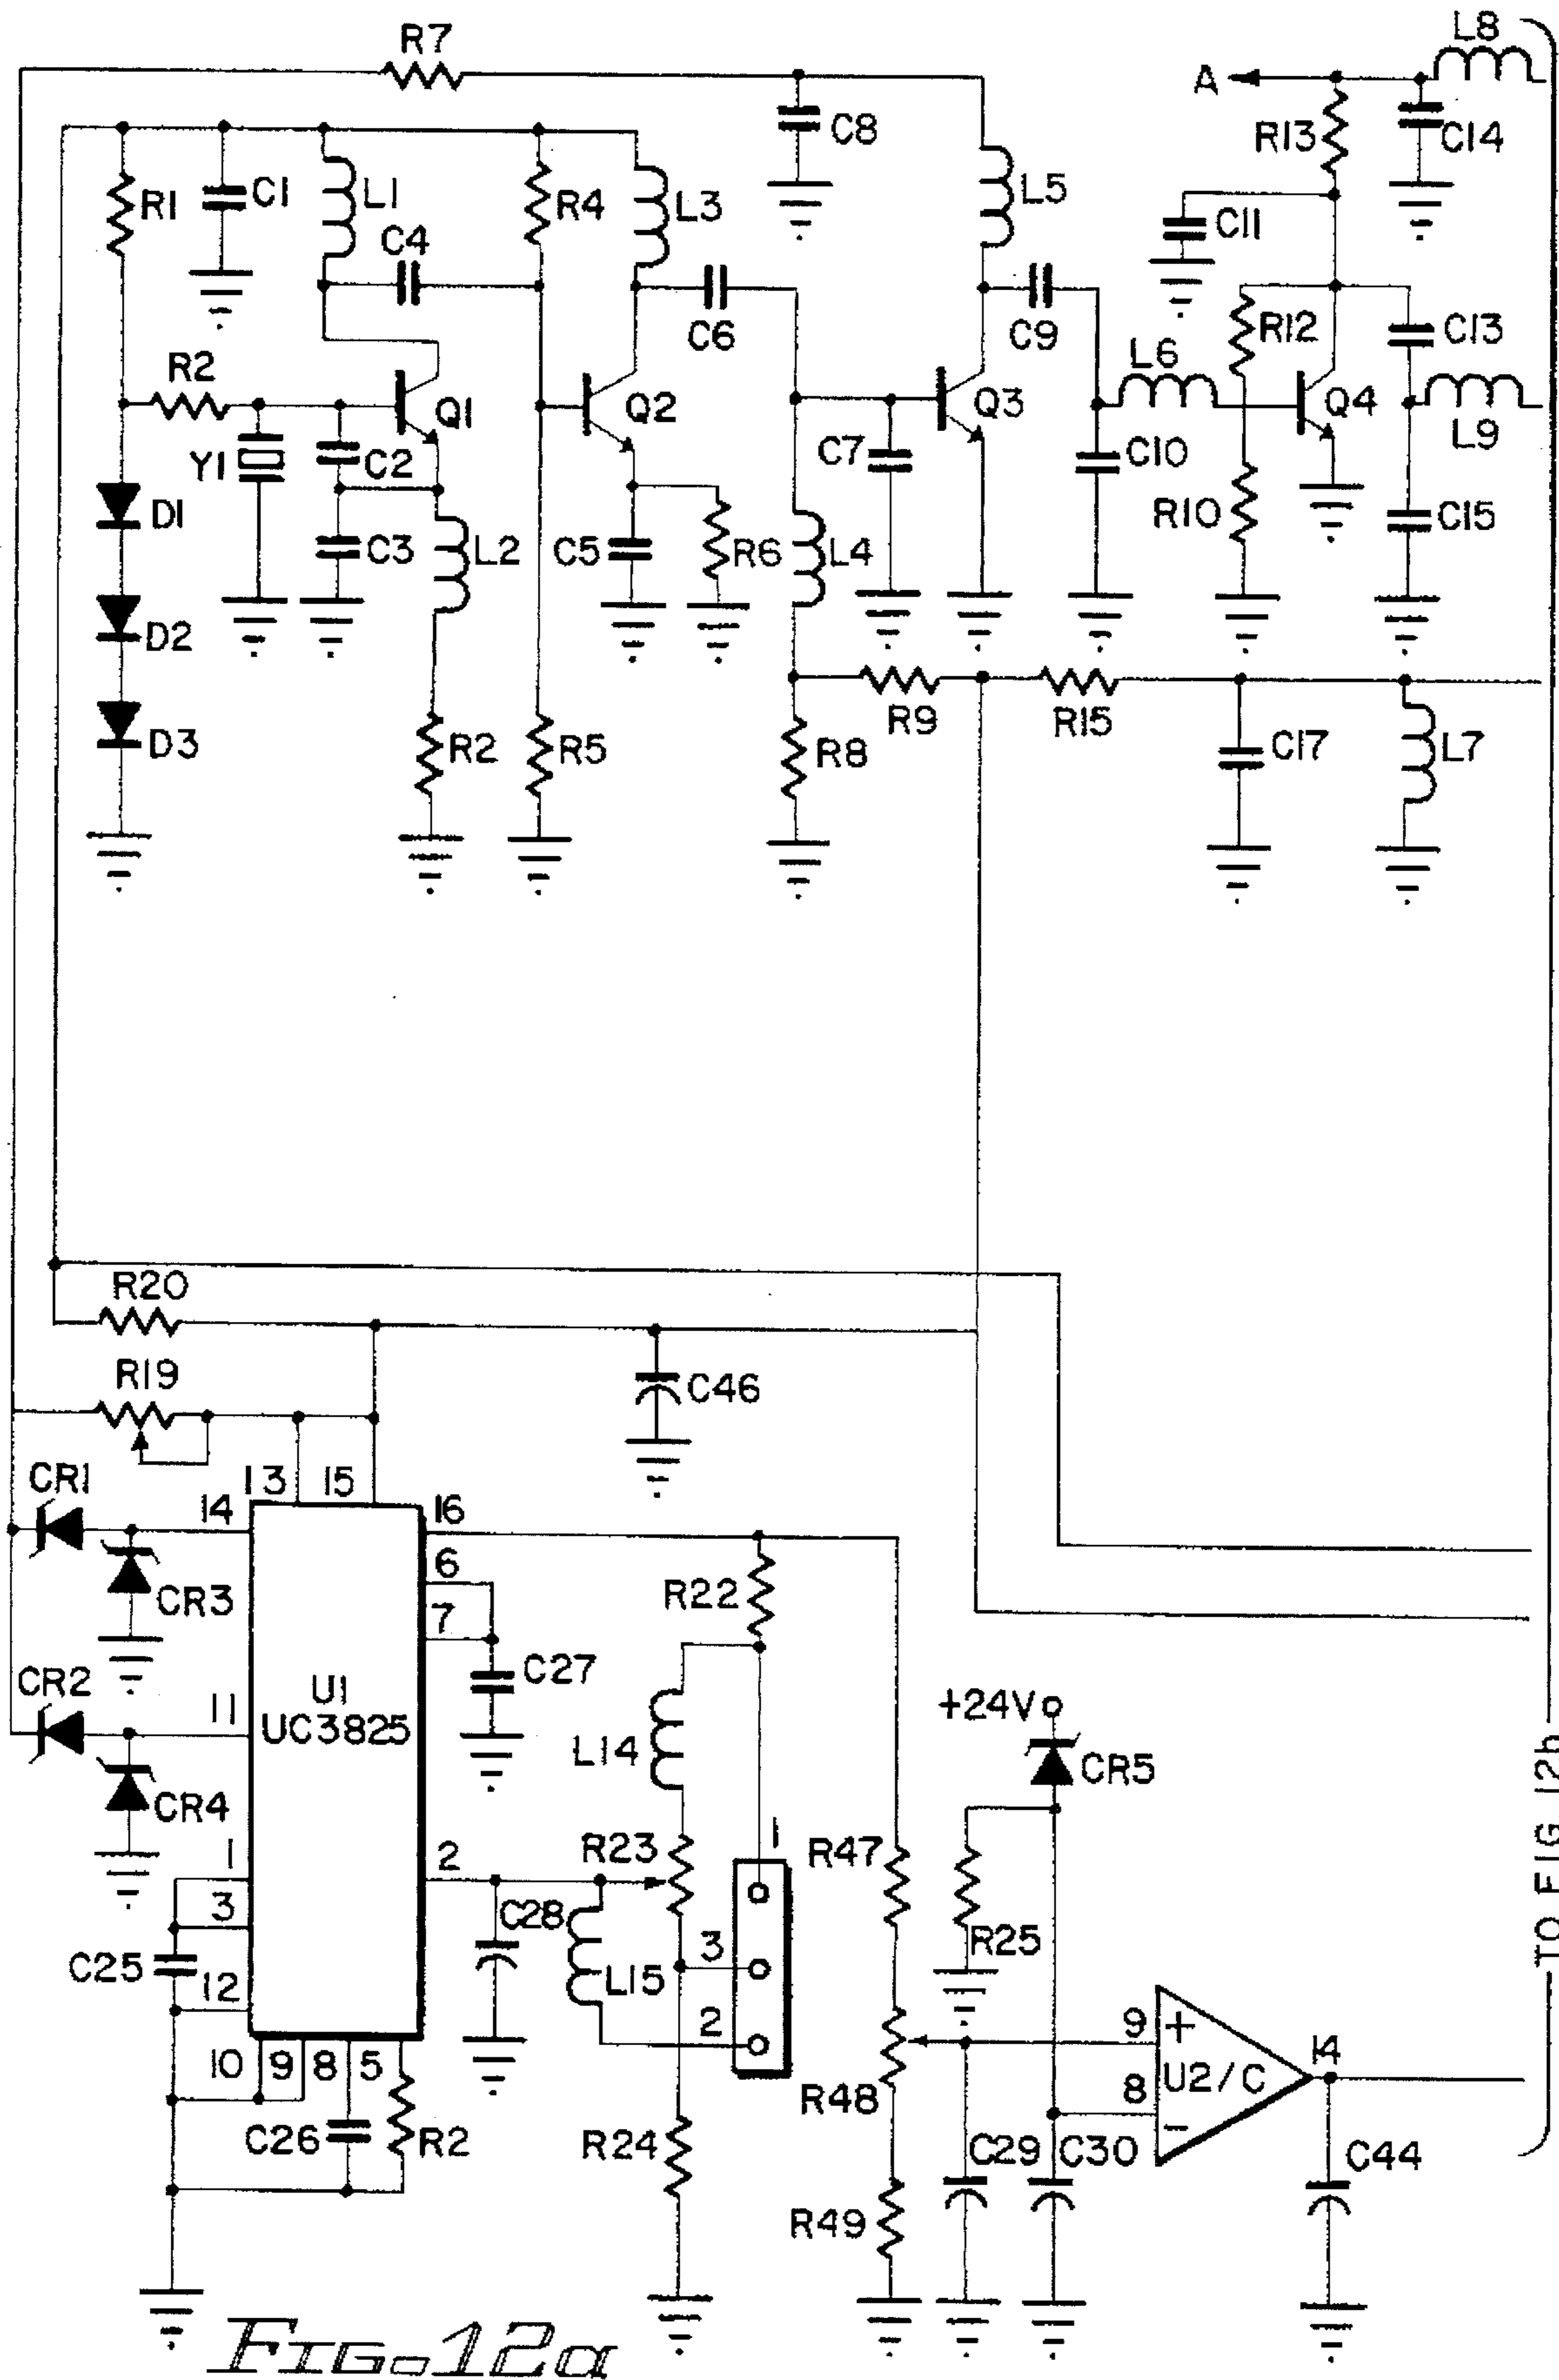 R7
L8
A
C8
R13
C14
R1
C1
L1
R4
L3
L5
C4
C11
C6
C9
R12
C13
R2
L6
Q1
Q2
Q3
Q4
L9
Y1
C2
C7
C10
D1
C3
L2
C5
R6
L4
R10
C15
D2
R9
R15
D3
R2
R5
R8
C17
L7
R20
R19
C46
CR1
13
15
14
16
CR3
6
R22
7
CR2
C27
11
U1
UC3825
L14
+24V
CR5
CR4
1
2
R23
1
R47
3
C28
R25
C25
3
12
L15
2
9
+
14
10
9
8
5
R48
8
U2/C
−
C26
R2
R24
C29
C30
C44
R49
TO FIG 12b
FIG. 12a